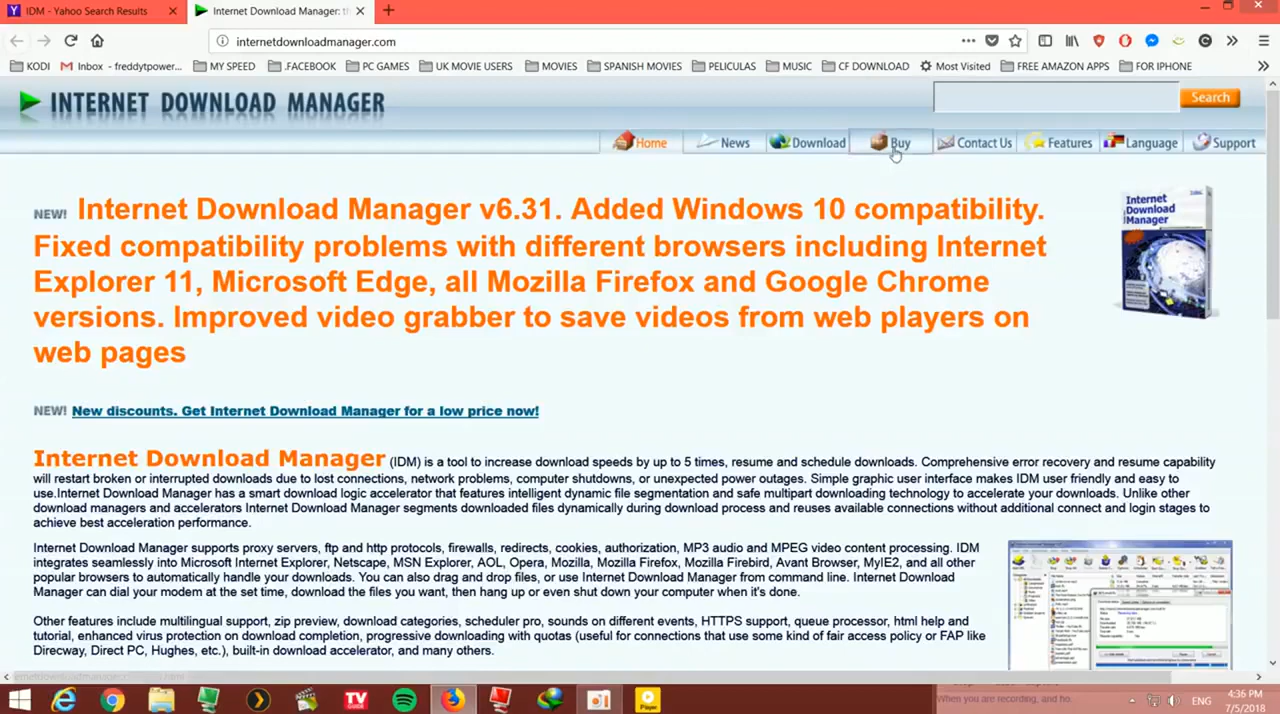 IDM - Yahoo Search Results
Internet Download Manager: t
internetdownloadmanager.com
KODI
Inbox - freddytpower...
MY SPEED
.FACEBOOK
PC GAMES
UK MOVIE USERS
MOVIES
SPANISH MOVIES
PELICULAS
MUSIC
CF DOWNLOAD
Most Visited
FREE AMAZON APPS
FOR IPHONE
INTERNET DOWNLOAD MANAGER
Search
Home
News
Download
Buy
Contact Us
Features
Language
Support
NEW! Internet Download Manager v6.31. Added Windows 10 compatibility.
Fixed compatibility problems with different browsers including Internet
Explorer 11, Microsoft Edge, all Mozilla Firefox and Google Chrome
versions. Improved video grabber to save videos from web players on
web pages
Internet
Download
Manager
NEW! New discounts. Get Internet Download Manager for a low price now!
Internet Download Manager (IDM) is a tool to increase download speeds by up to 5 times, resume and schedule downloads. Comprehensive error recovery and resume capability
will restart broken or interrupted downloads due to lost connections, network problems, computer shutdowns, or unexpected power outages. Simple graphic user interface makes IDM user friendly and easy to
use.Internet Download Manager has a smart download logic accelerator that features intelligent dynamic file segmentation and safe multipart downloading technology to accelerate your downloads. Unlike other
download managers and accelerators Internet Download Manager segments downloaded files dynamically during download process and reuses available connections without additional connect and login stages to
achieve best acceleration performance.
Internet Download Manager supports proxy servers, ftp and http protocols, firewalls, redirects, cookies, authorization, MP3 audio and MPEG video content processing. IDM
integrates seamlessly into Microsoft Internet Explorer, Netscape, MSN Explorer, AOL, Opera, Mozilla, Mozilla Firefox, Mozilla Firebird, Avant Browser, MyIE2, and all other
popular browsers to automatically handle your downloads. You can also drag and drop files, or use Internet Download Manager from command line. Internet Download
Manager can dial your modem at the set time, download the files you want, then hang up or even shut down your computer when it's done.
Other features include multilingual support, zip preview, download categories, scheduler pro, sounds on different events, HTTPS support, queue processor, html help and
tutorial, enhanced virus protection on download completion, progressive downloading with quotas (useful for connections that use some kind of fair access policy or FAP like
Direcway, Direct PC, Hughes, etc.), built-in download accelerator, and many others.
TV
Player
When you are recording, and ho.
ENG
4:36 PM
7/5/2018